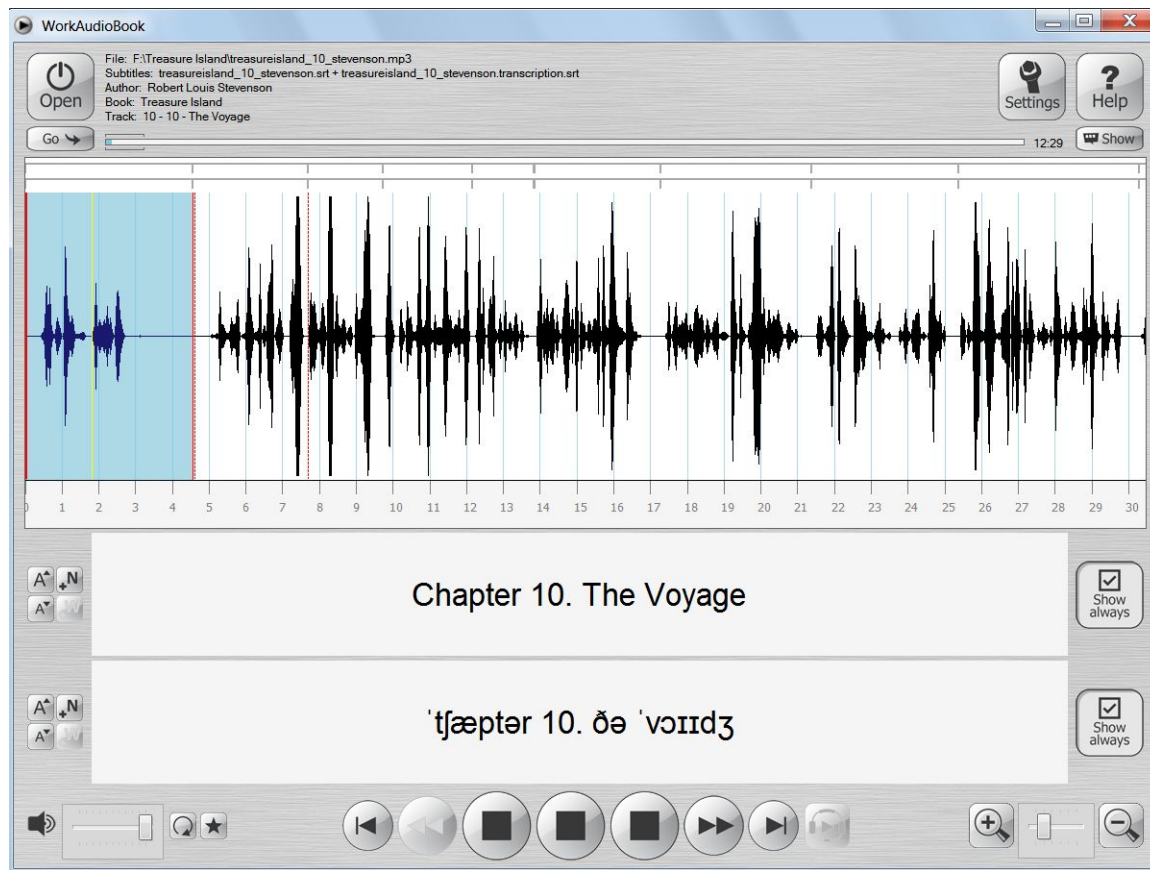 WorkAudioBook
File: F:\Treasure Island\treasureisland_10_stevenson.mp3
Subtitles: treasureisland_10_stevenson.srt + treasureisland_10_stevenson.transcription.srt
Author: Robert Louis Stevenson
Book: Treasure Island
Track: 10 - 10 - The Voyage
Open
Settings
Help
Go
12:29
Show
0 1 2 3 4 5 6 7 8 9 10 11 12 13 14 15 16 17 18 19 20 21 22 23 24 25 26 27 28 29 30
A +N
A W
Chapter 10. The Voyage
Show
always
A +N
A W
ˈtʃæptər 10. ðə ˈvɔɪɪdʒ
Show
always